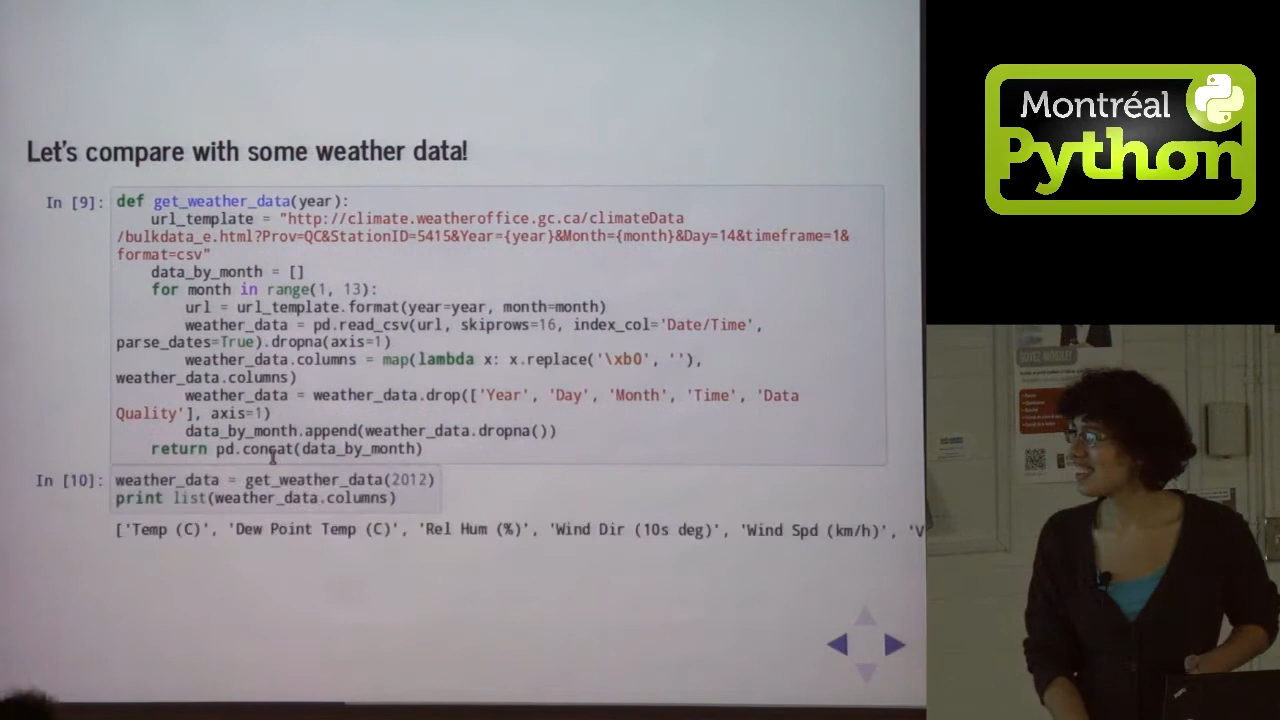 Let's compare with some weather data!
In [9]: def get_weather_data(year):
url_template = "http://climate.weatheroffice.gc.ca/climateData
/bulkdata_e.html?Prov=QC&StationID=5415&Year={year}&Month={month}&Day=14&timeframe=1&
format=csv"
data_by_month = []
for month in range(1, 13):
url = url_template.format(year=year, month=month)
weather_data = pd.read_csv(url, skiprows=16, index_col='Date/Time',
parse_dates=True).dropna(axis=1)
weather_data.columns = map(lambda x: x.replace('\xb0', ''),
weather_data.columns)
weather_data = weather_data.drop(['Year', 'Day', 'Month', 'Time', 'Data
Quality'], axis=1)
data_by_month.append(weather_data.dropna())
return pd.concat(data_by_month)
In [10]: weather_data = get_weather_data(2012)
print list(weather_data.columns)
['Temp (C)', 'Dew Point Temp (C)', 'Rel Hum (%)', 'Wind Dir (10s deg)', 'Wind Spd (km/h)', 'V
Montréal
Python
SOYEZ MOBILE!